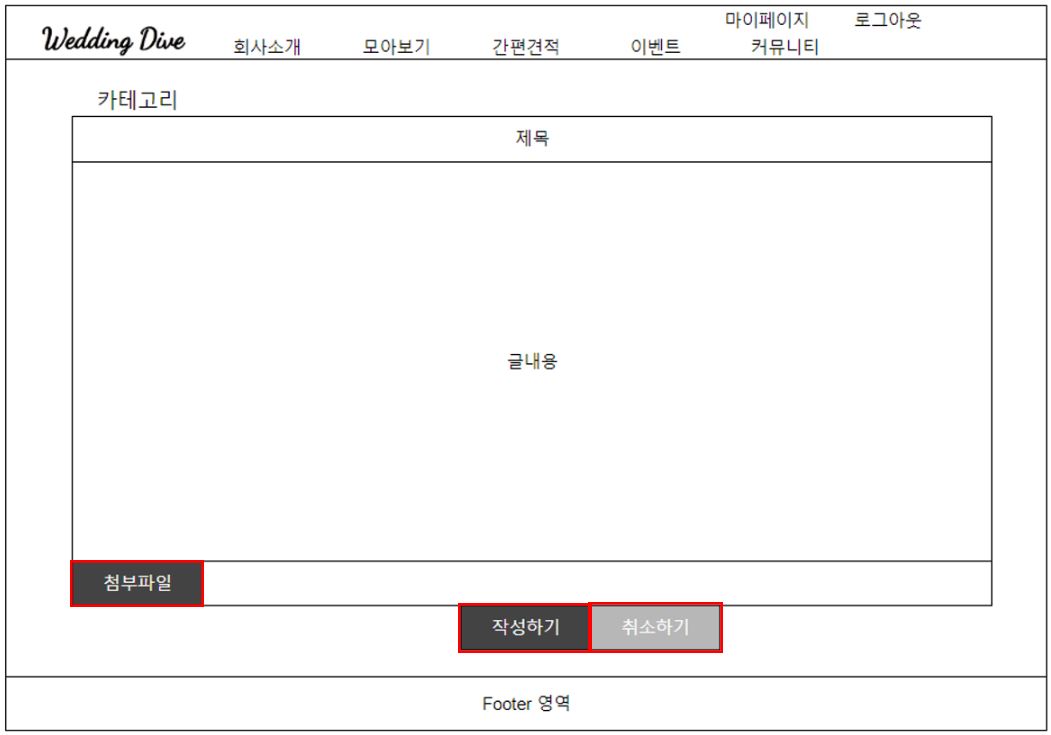 마이페이지 로그아웃
Wedding Dive 회사소개 모아보기 간편견적 이벤트 커뮤니티
카테고리
제목
글내용
첨부파일
작성하기 취소하기
Footer 영역